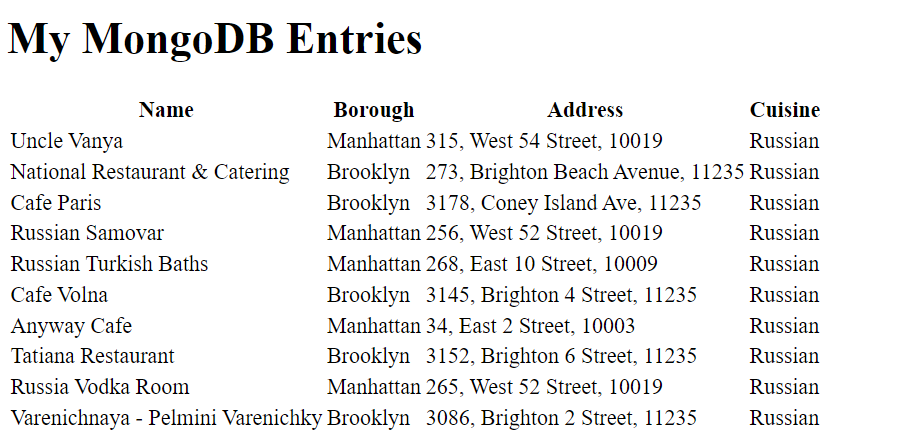 My MongoDB Entries
Name Borough Address Cuisine
Uncle Vanya Manhattan 315, West 54 Street, 10019 Russian
National Restaurant & Catering Brooklyn 273, Brighton Beach Avenue, 11235 Russian
Cafe Paris Brooklyn 3178, Coney Island Ave, 11235 Russian
Russian Samovar Manhattan 256, West 52 Street, 10019 Russian
Russian Turkish Baths Manhattan 268, East 10 Street, 10009 Russian
Cafe Volna Brooklyn 3145, Brighton 4 Street, 11235 Russian
Anyway Cafe Manhattan 34, East 2 Street, 10003 Russian
Tatiana Restaurant Brooklyn 3152, Brighton 6 Street, 11235 Russian
Russia Vodka Room Manhattan 265, West 52 Street, 10019 Russian
Varenichnaya - Pelmini Varenichky Brooklyn 3086, Brighton 2 Street, 11235 Russian